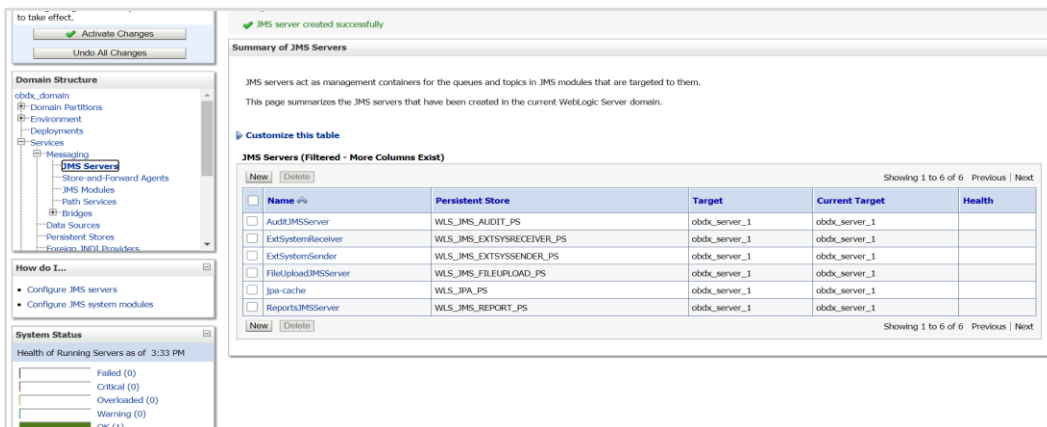 to take effect.
Activate Changes
Undo All Changes
Domain Structure
obdx_domain
Domain Partitions
Environment
Deployments
Services
Messaging
JMS Servers
Store-and-Forward Agents
JMS Modules
Path Services
Bridges
Data Sources
Persistent Stores
Foreign JNDI Providers
How do I...
Configure JMS servers
Configure JMS system modules
System Status
Health of Running Servers as of 3:33 PM
Failed (0)
Critical (0)
Overloaded (0)
Warning (0)
OK (1)
JMS server created successfully
Summary of JMS Servers
JMS servers act as management containers for the queues and topics in JMS modules that are targeted to them.
This page summarizes the JMS servers that have been created in the current WebLogic Server domain.
Customize this table
JMS Servers (Filtered - More Columns Exist)
New Delete Showing 1 to 6 of 6 Previous | Next
Name Persistent Store Target Current Target Health
AuditJMSServer WLS_JMS_AUDIT_PS obdx_server_1 obdx_server_1
ExtSystemReceiver WLS_JMS_EXTSYSRECEIVER_PS obdx_server_1 obdx_server_1
ExtSystemSender WLS_JMS_EXTSYSSENDER_PS obdx_server_1 obdx_server_1
FileUploadJMSServer WLS_JMS_FILEUPLOAD_PS obdx_server_1 obdx_server_1
jpa-cache WLS_JPA_PS obdx_server_1 obdx_server_1
ReportsJMSServer WLS_JMS_REPORT_PS obdx_server_1 obdx_server_1
New Delete Showing 1 to 6 of 6 Previous | Next